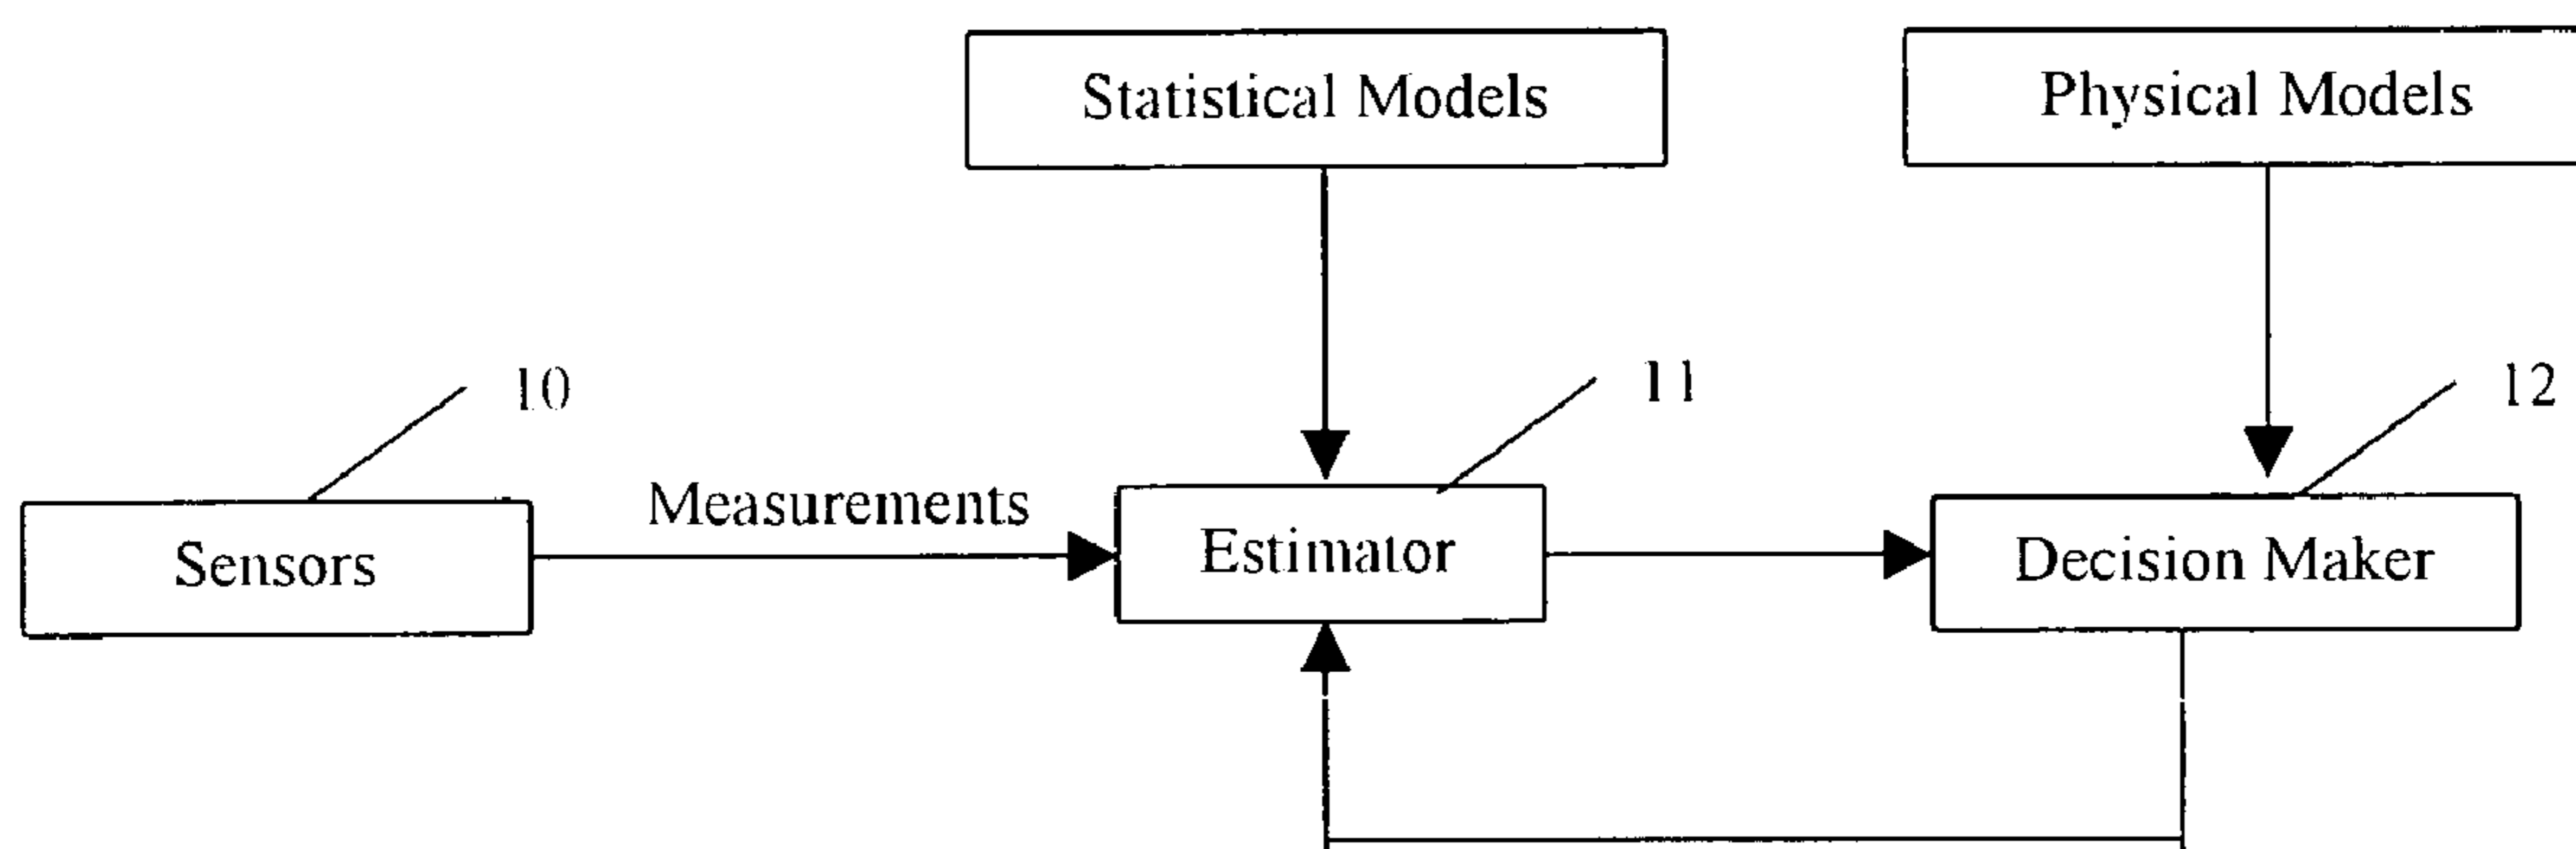 Statistical Models
Physical Models
10
11
12
Measurements
Sensors
Estimator
Decision Maker